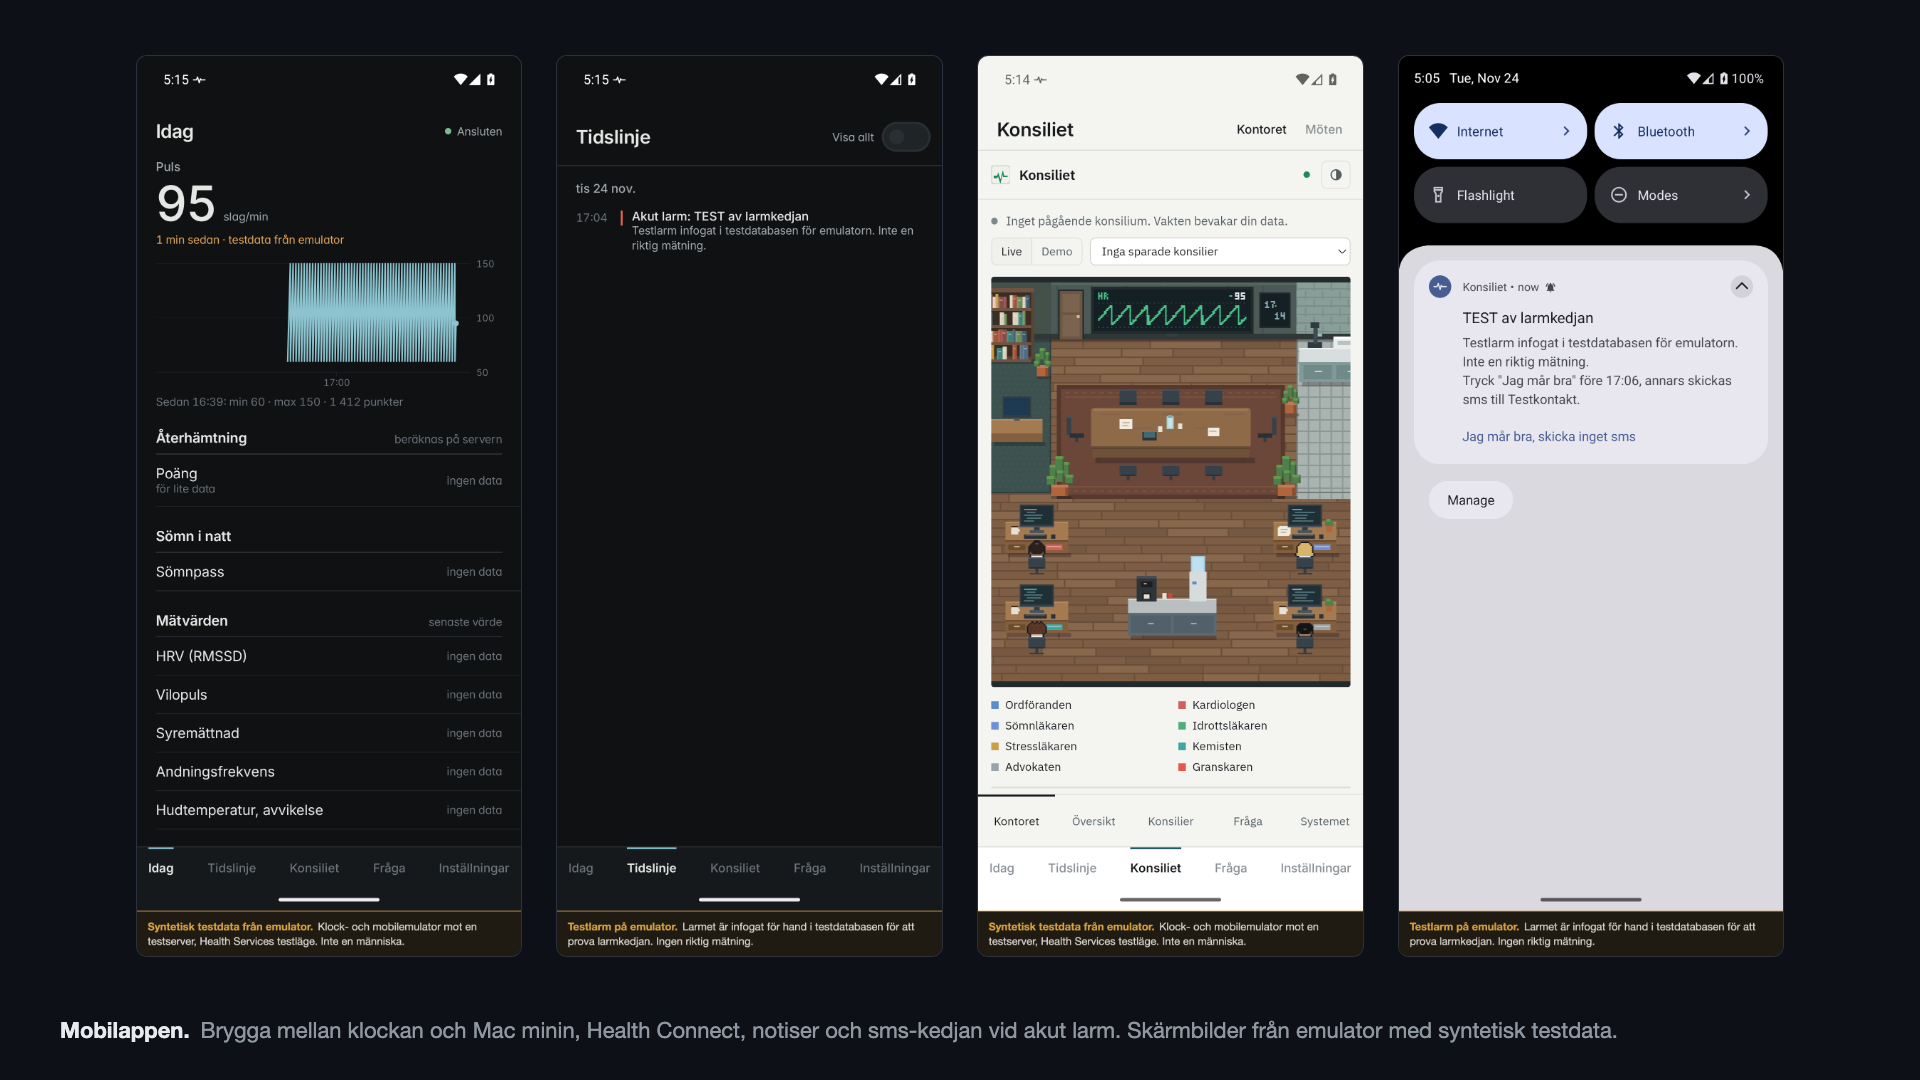 5:15
Idag
Ansluten
Puls
95 slag/min
1 min sedan · testdata från emulator
150
100
50
17:00
Sedan 16:39: min 60 · max 150 · 1 412 punkter
Återhämtning beräknas på servern
Poäng ingen data
för lite data
Sömn i natt
Sömnpass ingen data
Mätvärden senaste värde
HRV (RMSSD) ingen data
Vilopuls ingen data
Syremättnad ingen data
Andningsfrekvens ingen data
Hudtemperatur, avvikelse ingen data
Idag Tidslinje Konsiliet Fråga Inställningar
Syntetisk testdata från emulator. Klock- och mobilemulator mot en
testserver, Health Services testläge. Inte en människa.
5:15
Tidslinje Visa allt
tis 24 nov.
17:04 Akut larm: TEST av larmkedjan
Testlarm infogat i testdatabasen för emulatorn. Inte en
riktig mätning.
Idag Tidslinje Konsiliet Fråga Inställningar
Testlarm på emulator. Larmet är infogat för hand i testdatabasen för att
prova larmkedjan. Ingen riktig mätning.
5:14
Konsiliet Kontoret Möten
Konsiliet
Inget pågående konsilium. Vakten bevakar din data.
Live Demo Inga sparade konsilier
HR -95
17:
14
Ordföranden Kardiologen
Sömnläkaren Idrottsläkaren
Stressläkaren Kemisten
Advokaten Granskaren
Kontoret Översikt Konsilier Fråga Systemet
Idag Tidslinje Konsiliet Fråga Inställningar
Syntetisk testdata från emulator. Klock- och mobilemulator mot en
testserver, Health Services testläge. Inte en människa.
5:05 Tue, Nov 24 100%
Internet Bluetooth
Flashlight Modes
Konsiliet • now
TEST av larmkedjan
Testlarm infogat i testdatabasen för emulatorn.
Inte en riktig mätning.
Tryck "Jag mår bra" före 17:06, annars skickas
sms till Testkontakt.
Jag mår bra, skicka inget sms
Manage
Testlarm på emulator. Larmet är infogat för hand i testdatabasen för att
prova larmkedjan. Ingen riktig mätning.
Mobilappen. Brygga mellan klockan och Mac minin, Health Connect, notiser och sms-kedjan vid akut larm. Skärmbilder från emulator med syntetisk testdata.